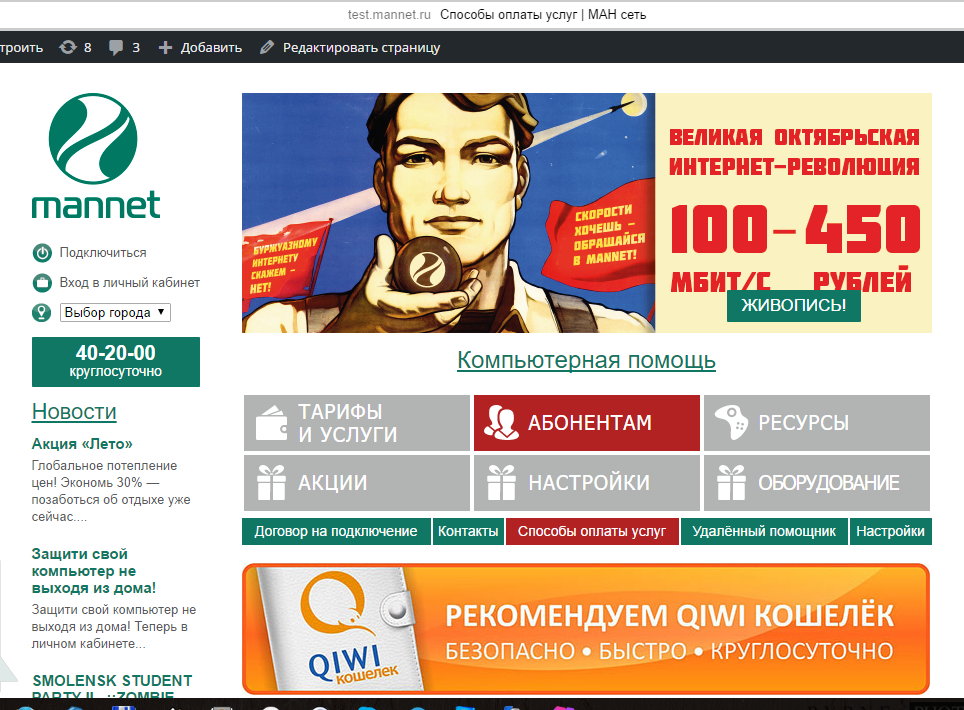 test.mannet.ru Способы оплаты услуг | МАН сеть
троить 8 3 Добавить Редактировать страницу
mannet
Подключиться
Вход в личный кабинет
Выбор города
40-20-00
круглосуточно
Новости
Акция «Лето»
Глобальное потепление
цен! Экономь 30% —
позаботься об отдыхе уже
сейчас....
Защити свой
компьютер не
выходя из дома!
Защити свой компьютер не
выходя из дома! Теперь в
личном кабинете...
SMOLENSK STUDENT
PARTY II .::ZOMBIE
БУРЖУАЗНОМУ
ИНТЕРНЕТУ
СКАЖЕМ -
НЕТ!
СКОРОСТИ
ХОЧЕШЬ -
ОБРАЩАЙСЯ
В MANNET!
ВЕЛИКАЯ ОКТЯБРЬСКАЯ
ИНТЕРНЕТ-РЕВОЛЮЦИЯ
100-450
МБИТ/С РУБЛЕЙ
ЖИВОПИСЬ!
Компьютерная помощь
ТАРИФЫ
И УСЛУГИ
АБОНЕНТАМ
РЕСУРСЫ
АКЦИИ
НАСТРОЙКИ
ОБОРУДОВАНИЕ
Договор на подключение Контакты Способы оплаты услуг Удалённый помощник Настройки
QIWI
кошелек
РЕКОМЕНДУЕМ QIWI КОШЕЛЁК
БЕЗОПАСНО • БЫСТРО • КРУГЛОСУТОЧНО